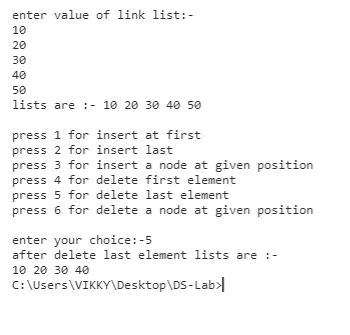 enter value of link list:-
10
20
30
40
50
lists are :- 10 20 30 40 50
press 1 for insert at first
press 2 for insert last
press 3 for insert a node at given position
press 4 for delete first element
press 5 for delete last element
press 6 for delete a node at given position
enter your choice:-5
after delete last element lists are :-
10 20 30 40
C:\Users\VIKKY\Desktop\DS-Lab>